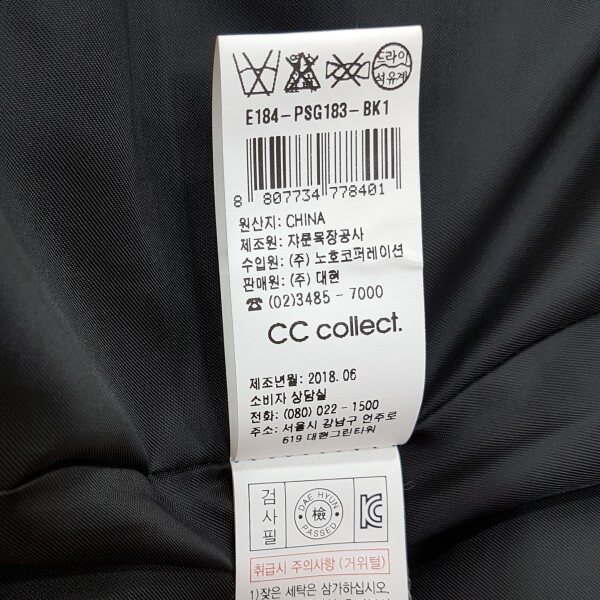 드라이
석유계
E184-PSG183-BK1
8 807734 778401
원산지: CHINA
제조원: 쟈룬목장공사
수입원: (주) 노호코퍼레이션
판매원: (주) 대현
☎ (02)3485-7000
CC collect.
제조년월: 2018.06
소비자 상담실
전화: (080) 022-1500
주소: 서울시 강남구 언주로
619 대현그린타워
검사필
DAE HYUN
檢
PASSED
취급시 주의사항 (거위털)
1) 잦은 세탁은 삼가하십시오.